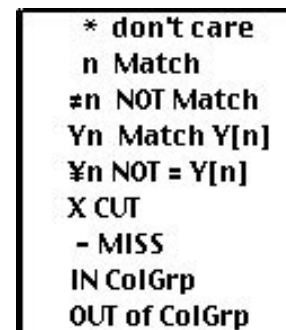 * don't care
n Match
≠n NOT Match
Yn Match Y[n]
¥n NOT = Y[n]
X CUT
- MISS
IN ColGrp
OUT of ColGrp